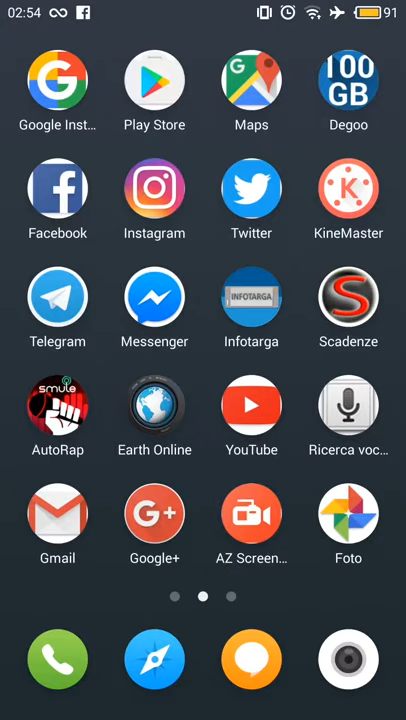 02:54 91
100
GB
Google Inst... Play Store Maps Degoo
Facebook Instagram Twitter KineMaster
INFOTARGA
Telegram Messenger Infotarga Scadenze
smule
AutoRap Earth Online YouTube Ricerca voc...
G+
Gmail Google+ AZ Screen... Foto